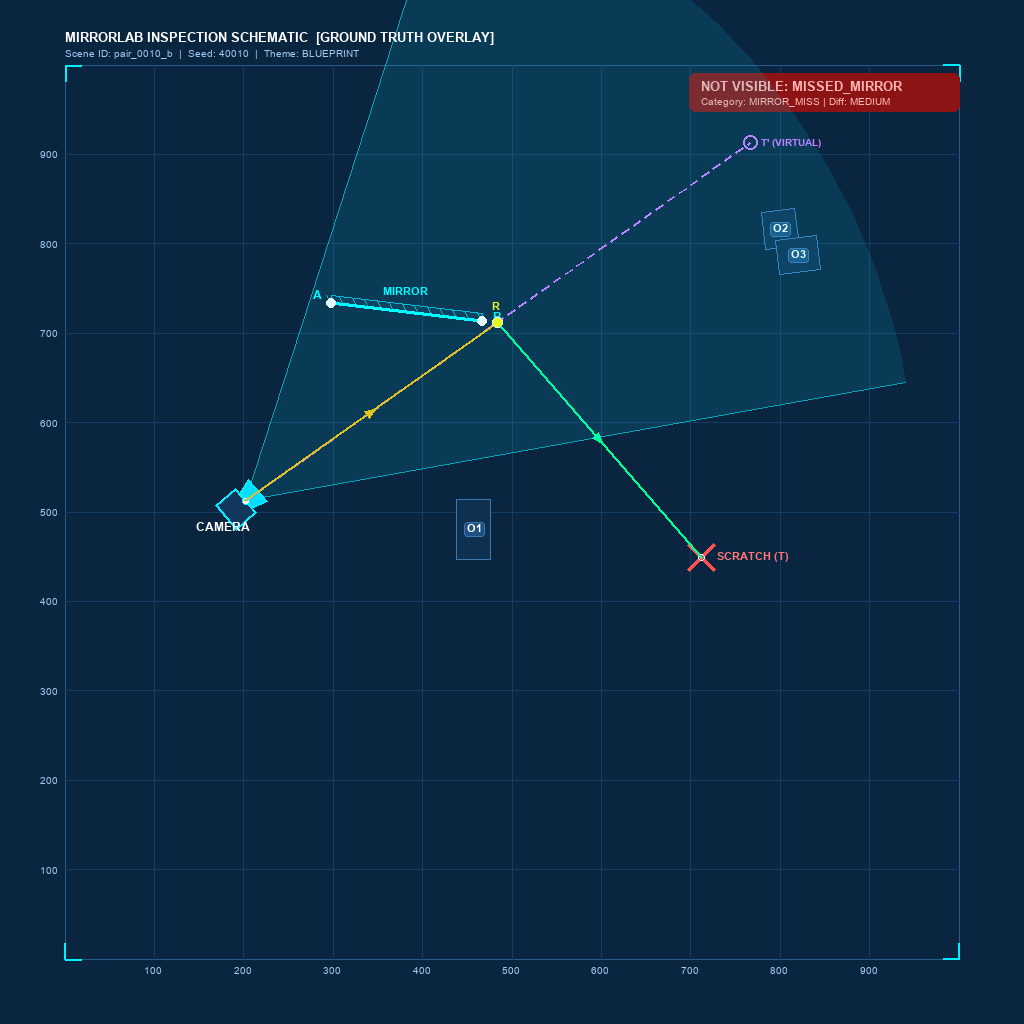 MIRRORLAB INSPECTION SCHEMATIC [GROUND TRUTH OVERLAY]
Scene ID: pair_0010_b | Seed: 40010 | Theme: BLUEPRINT
NOT VISIBLE: MISSED_MIRROR
Category: MIRROR_MISS | Diff: MEDIUM
T' (VIRTUAL)
O2
O3
A
MIRROR
R
B
CAMERA
O1
SCRATCH (T)
900
800
700
600
500
400
300
200
100
100 200 300 400 500 600 700 800 900